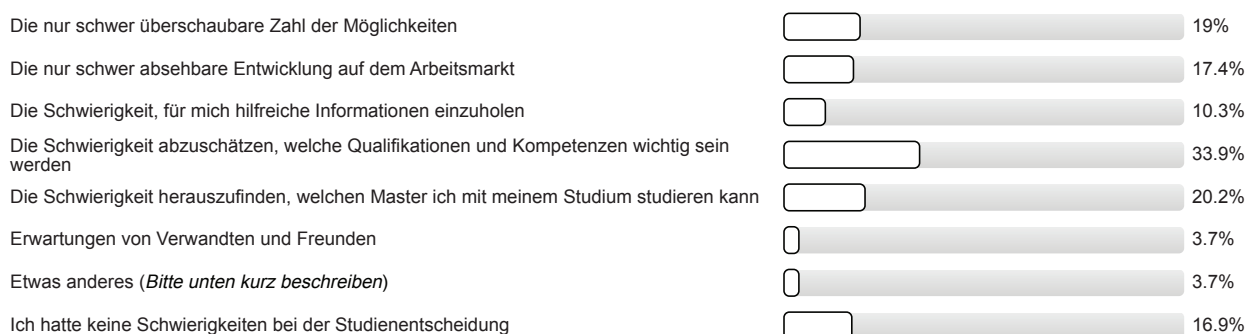 Die nur schwer überschaubare Zahl der Möglichkeiten 19%
Die nur schwer absehbare Entwicklung auf dem Arbeitsmarkt 17.4%
Die Schwierigkeit, für mich hilfreiche Informationen einzuholen 10.3%
Die Schwierigkeit abzuschätzen, welche Qualifikationen und Kompetenzen wichtig sein
werden 33.9%
Die Schwierigkeit herauszufinden, welchen Master ich mit meinem Studium studieren kann 20.2%
Erwartungen von Verwandten und Freunden 3.7%
Etwas anderes (Bitte unten kurz beschreiben) 3.7%
Ich hatte keine Schwierigkeiten bei der Studienentscheidung 16.9%